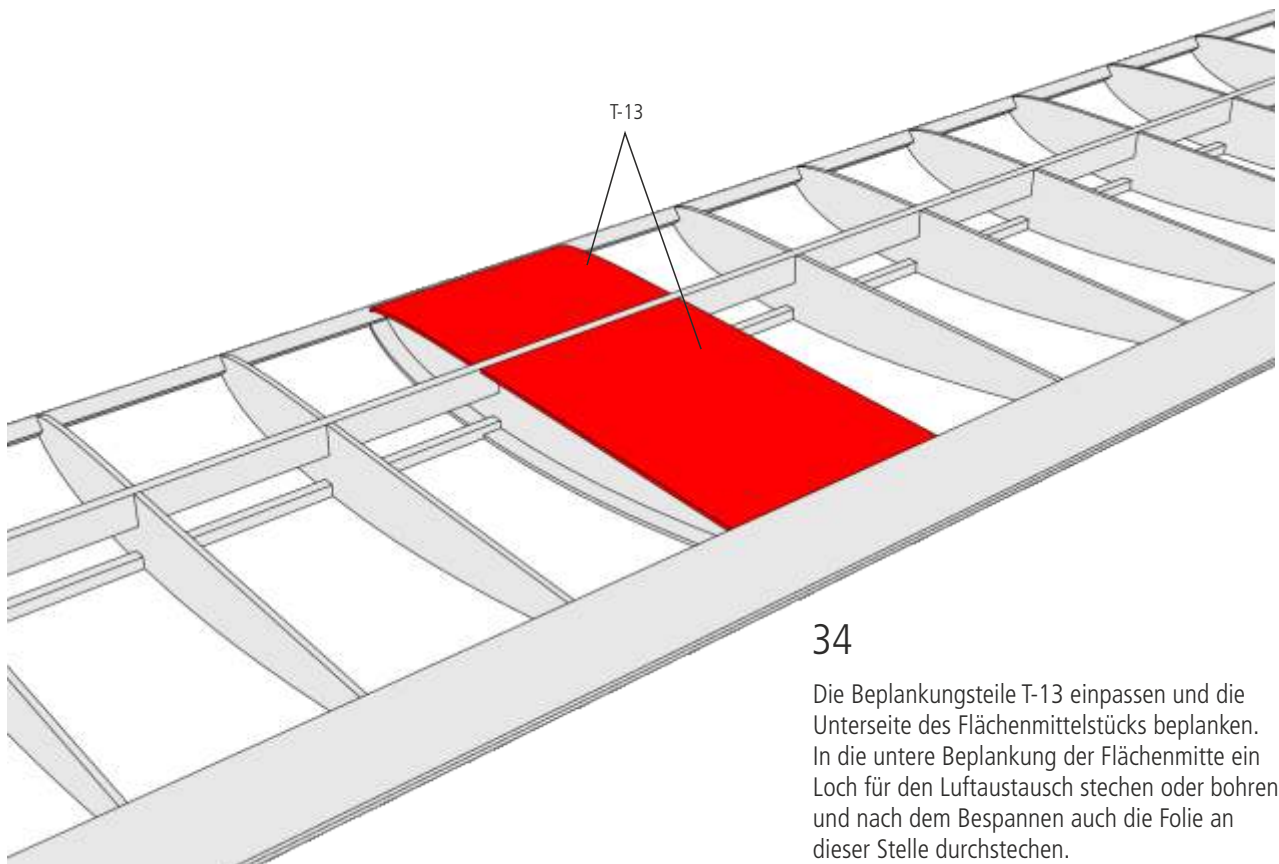 T-13
34
Die Beplankungsteile T-13 einpassen und die
Unterseite des Flächenmittelstücks beplanken.
In die untere Beplankung der Flächenmitte ein
Loch für den Luftaustausch stechen oder bohren
und nach dem Bespannen auch die Folie an
dieser Stelle durchstechen.